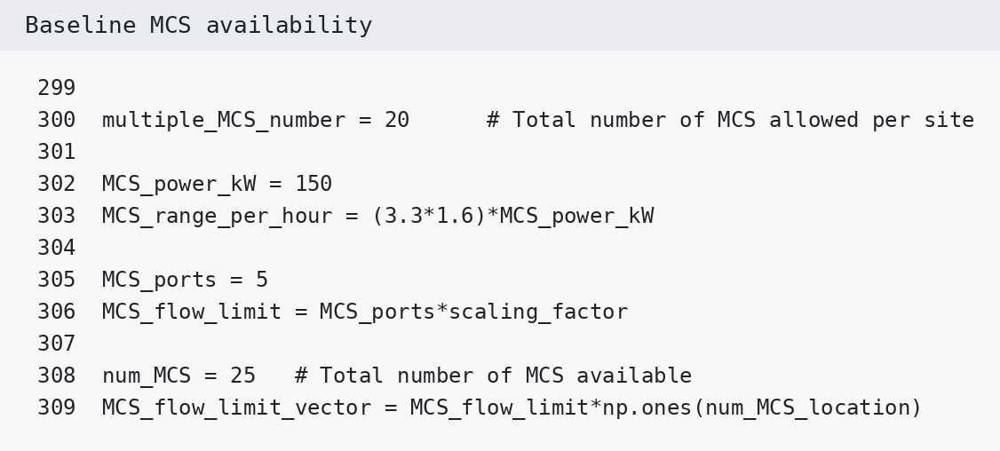 Baseline MCS availability
299
300  multiple_MCS_number = 20      # Total number of MCS allowed per site
301
302  MCS_power_kW = 150
303  MCS_range_per_hour = (3.3*1.6)*MCS_power_kW
304
305  MCS_ports = 5
306  MCS_flow_limit = MCS_ports*scaling_factor
307
308  num_MCS = 25   # Total number of MCS available
309  MCS_flow_limit_vector = MCS_flow_limit*np.ones(num_MCS_location)